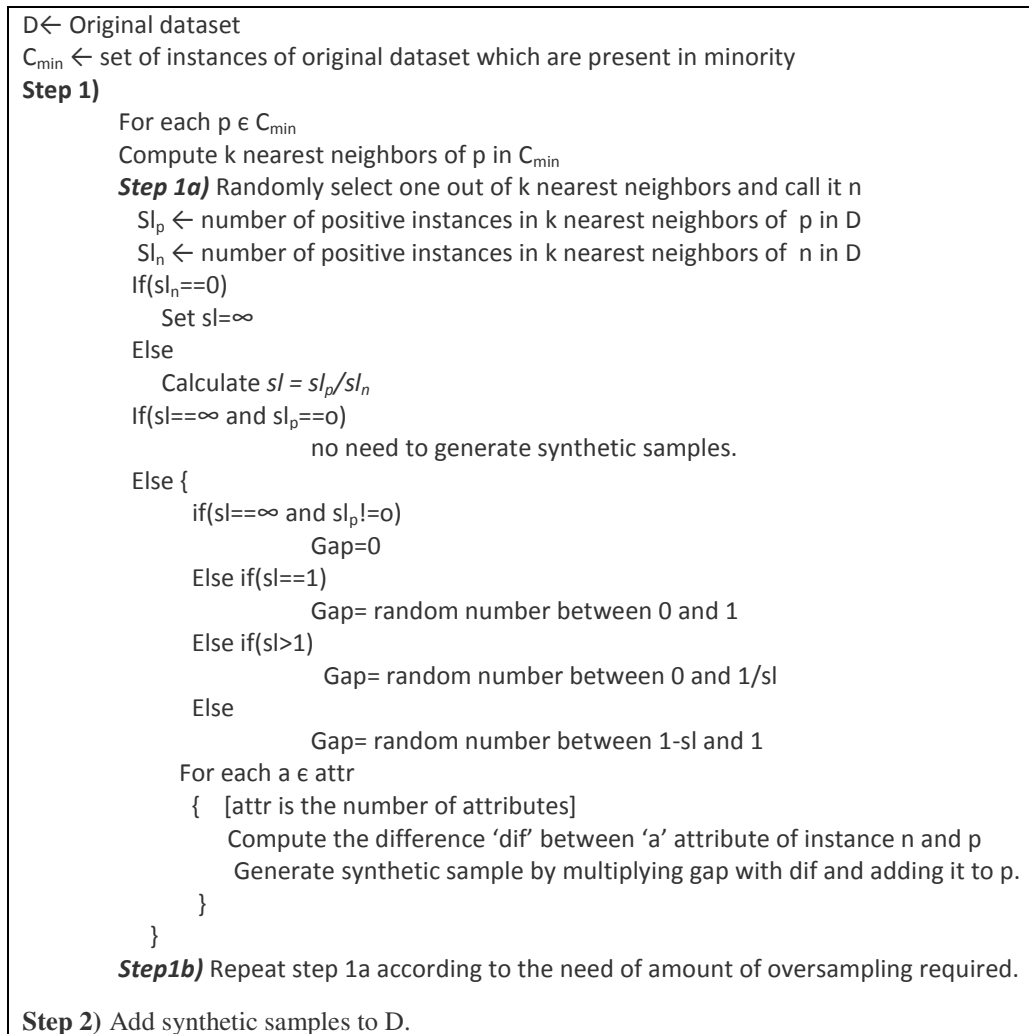 D← Original dataset
Cmin ← set of instances of original dataset which are present in minority
Step 1)
For each p ϵ Cmin
Compute k nearest neighbors of p in Cmin
Step 1a) Randomly select one out of k nearest neighbors and call it n
Slp ← number of positive instances in k nearest neighbors of p in D
Sln ← number of positive instances in k nearest neighbors of n in D
If(sln==0)
Set sl=∞
Else
Calculate sl = slp/sln
If(sl==∞ and slp==o)
no need to generate synthetic samples.
Else {
if(sl==∞ and slp!=o)
Gap=0
Else if(sl==1)
Gap= random number between 0 and 1
Else if(sl>1)
Gap= random number between 0 and 1/sl
Else
Gap= random number between 1-sl and 1
For each a ϵ attr
{ [attr is the number of attributes]
Compute the difference ‘dif’ between ‘a’ attribute of instance n and p
Generate synthetic sample by multiplying gap with dif and adding it to p.
}
}
Step1b) Repeat step 1a according to the need of amount of oversampling required.
Step 2) Add synthetic samples to D.